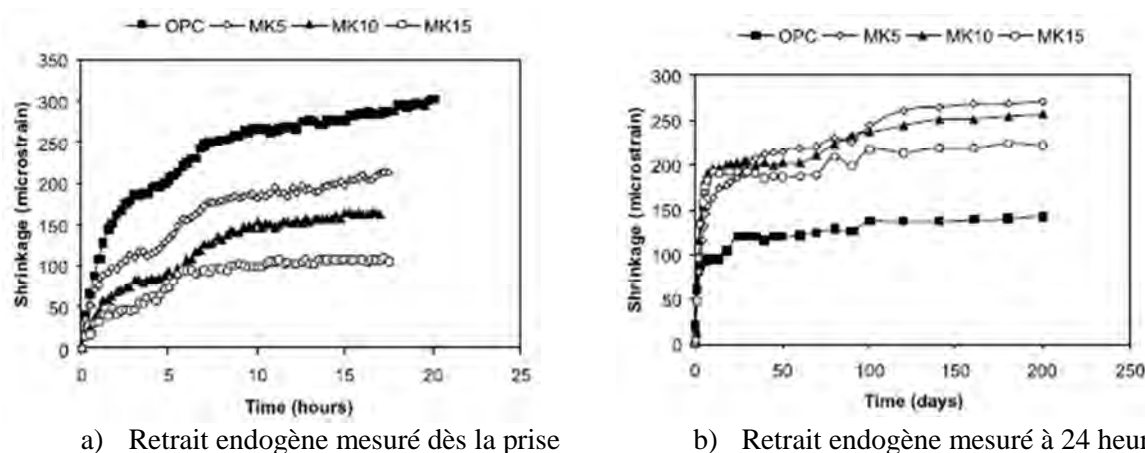 OPC MK5 MK10 MK15
Shrinkage (microstrain)
350
300
250
200
150
100
50
0
0 5 10 15 20 25
Time (hours)
a) Retrait endogène mesuré dès la prise
OPC MK5 MK10 MK15
Shrinkage (microstrain)
300
250
200
150
100
50
0
0 50 100 150 200 250
Time (days)
b) Retrait endogène mesuré à 24 heur